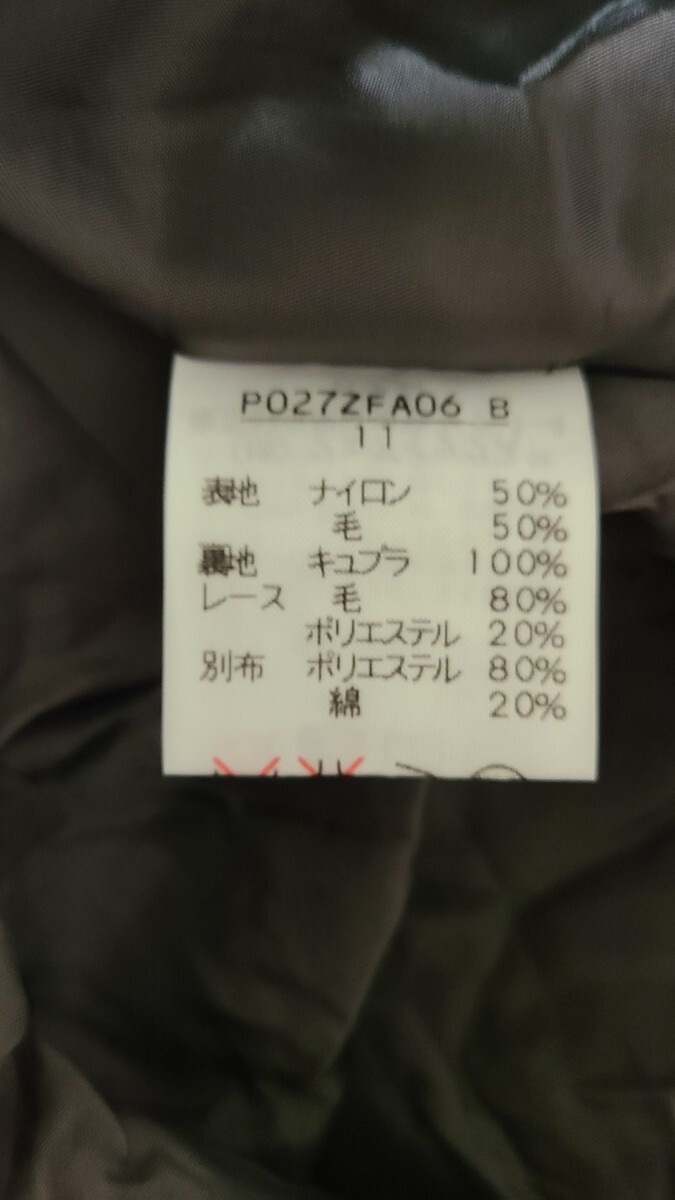 P027ZFA06 B
11
表地 ナイロン 50%
毛 50%
裏地 キュプラ 100%
レース 毛 80%
ポリエステル 20%
別布 ポリエステル 80%
綿 20%